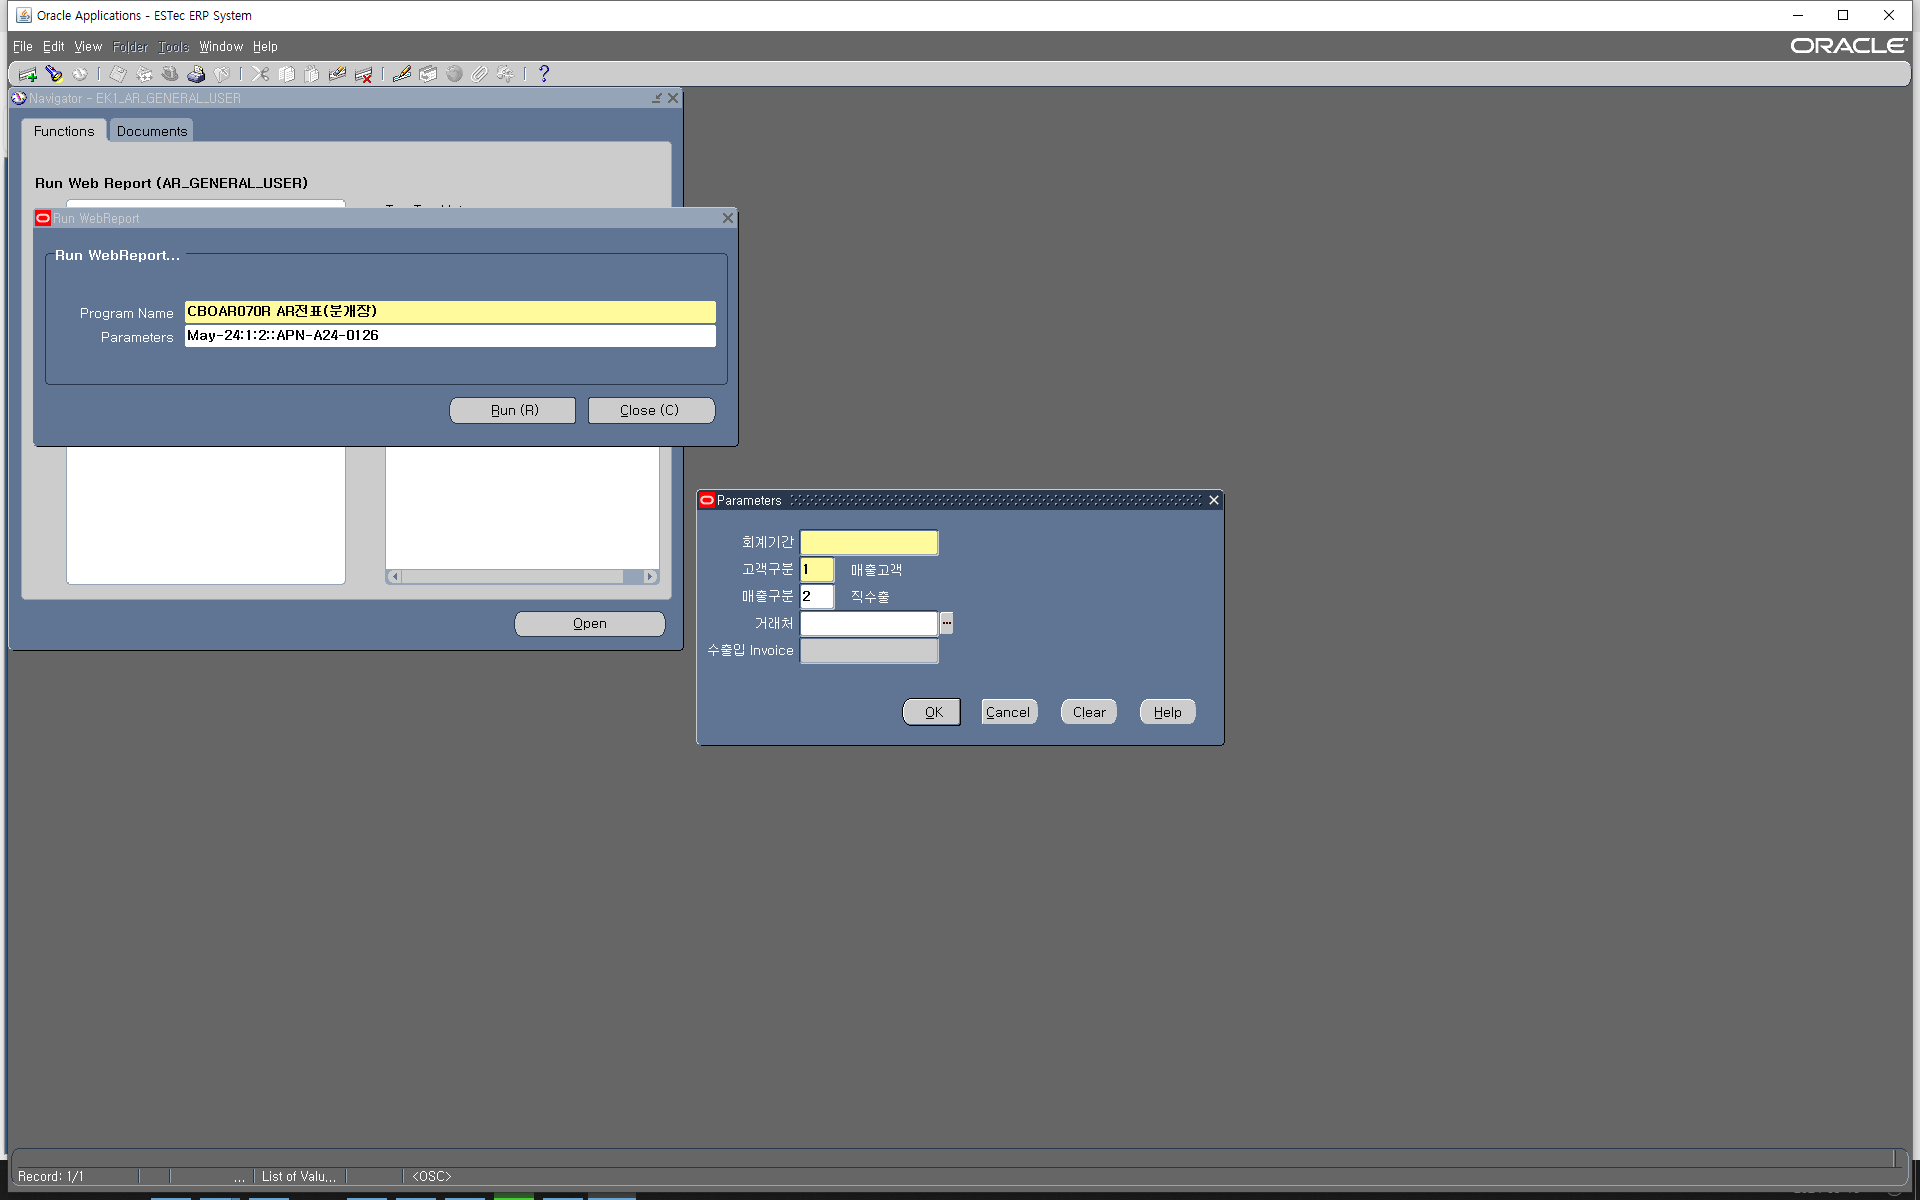 Oracle Applications - ESTec ERP System
File Edit View Folder Tools Window Help
ORACLE
Navigator - EK1_AR_GENERAL_USER
Functions Documents
Run Web Report (AR_GENERAL_USER)
Run WebReport
Run WebReport...
Program Name CBOAR070R AR전표(분개장)
Parameters May-24:1:2::APN-A24-0126
Run (R) Close (C)
Parameters
회계기간
고객구분 1 매출고객
매출구분 2 직수출
거래처 ...
수출입 Invoice
Open
OK Cancel Clear Help
Record: 1/1 ... List of Valu... <OSC>